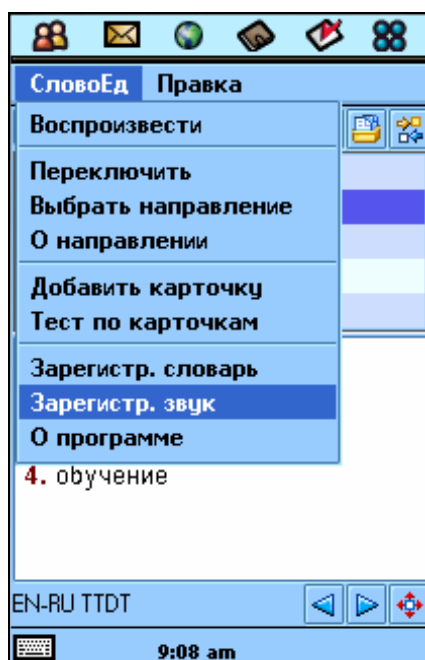 СловоЕд Правка
Воспроизвести
Переключить
Выбрать направление
О направлении
Добавить карточку
Тест по карточкам
Зарегистр. словарь
Зарегистр. звук
О программе
4. обучение
EN-RU TTDT
9:08 am